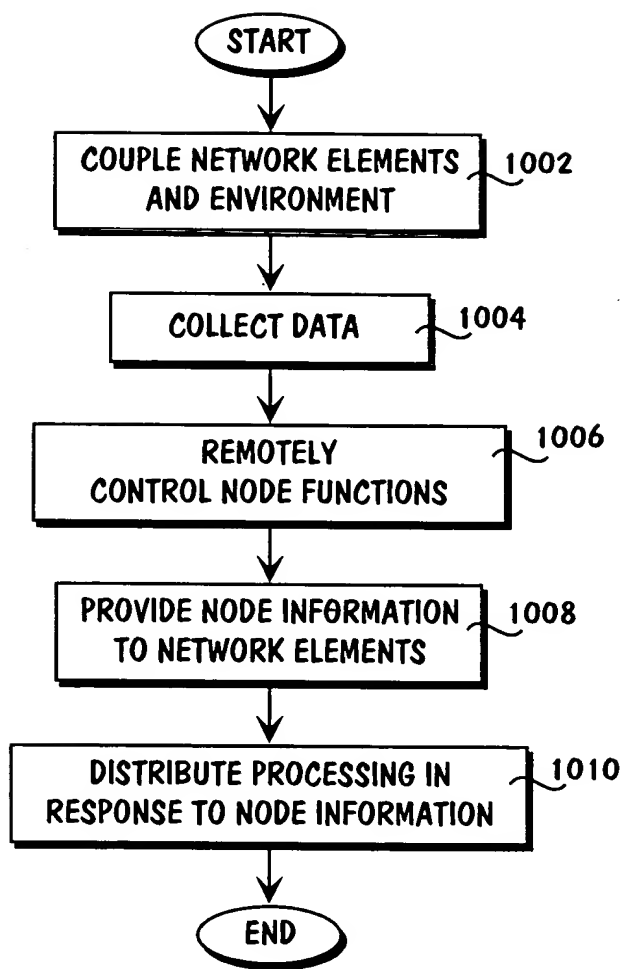 START
COUPLE NETWORK ELEMENTS
AND ENVIRONMENT
1002
COLLECT DATA
1004
REMOTELY
CONTROL NODE FUNCTIONS
1006
PROVIDE NODE INFORMATION
TO NETWORK ELEMENTS
1008
DISTRIBUTE PROCESSING IN
RESPONSE TO NODE INFORMATION
1010
END